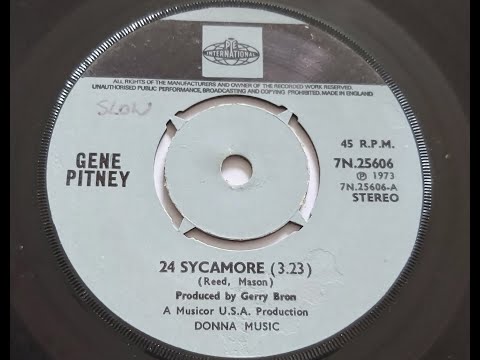 PYE
INTERNATIONAL
ALL RIGHTS OF THE MANUFACTURERS AND OWNER OF THE RECORDED WORK RESERVED.
UNAUTHORISED PUBLIC PERFORMANCE, BROADCASTING AND COPYING PROHIBITED. MADE IN ENGLAND
SLOW
GENE
PITNEY
45 R.P.M.
7N.25606
Ⓟ 1973
7N.25606-A
STEREO
24 SYCAMORE (3.23)
(Reed, Mason)
Produced by Gerry Bron
A Musicor U.S.A. Production
DONNA MUSIC